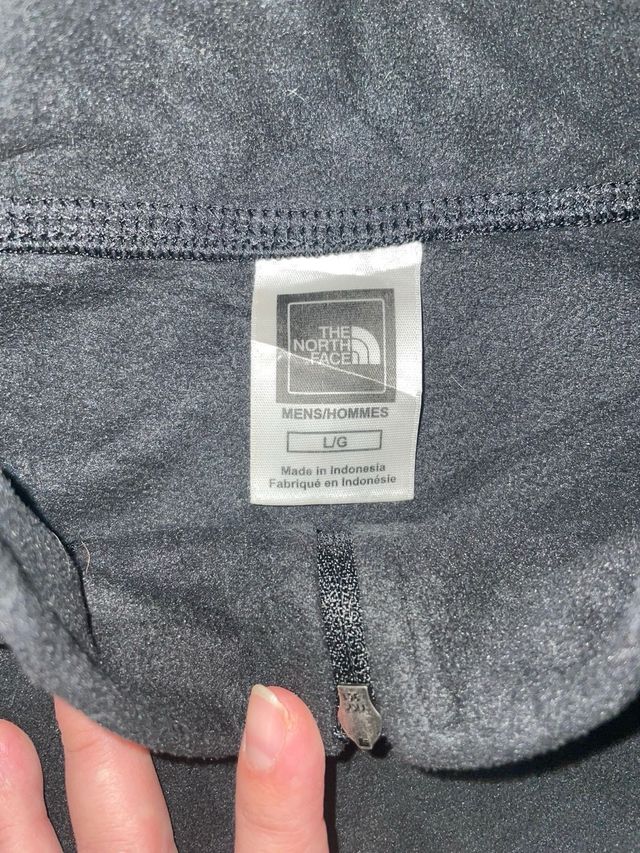 THE
NORTH
FACE
MENS/HOMMES
L/G
Made in Indonesia
Fabriqué en Indonésie